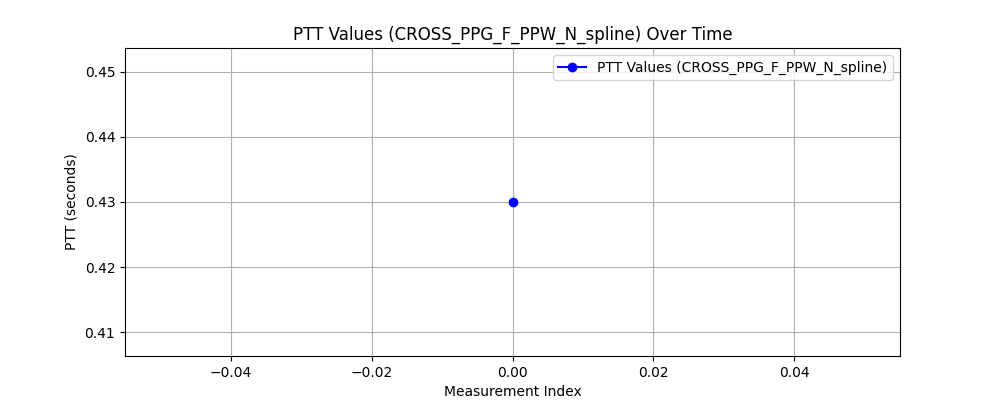 PTT Values (CROSS_PPG_F_PPW_N_spline) Over Time
PTT Values (CROSS_PPG_F_PPW_N_spline)
0.45
0.44
0.43
0.42
0.41
PTT (seconds)
−0.04
−0.02
0.00
0.02
0.04
Measurement Index